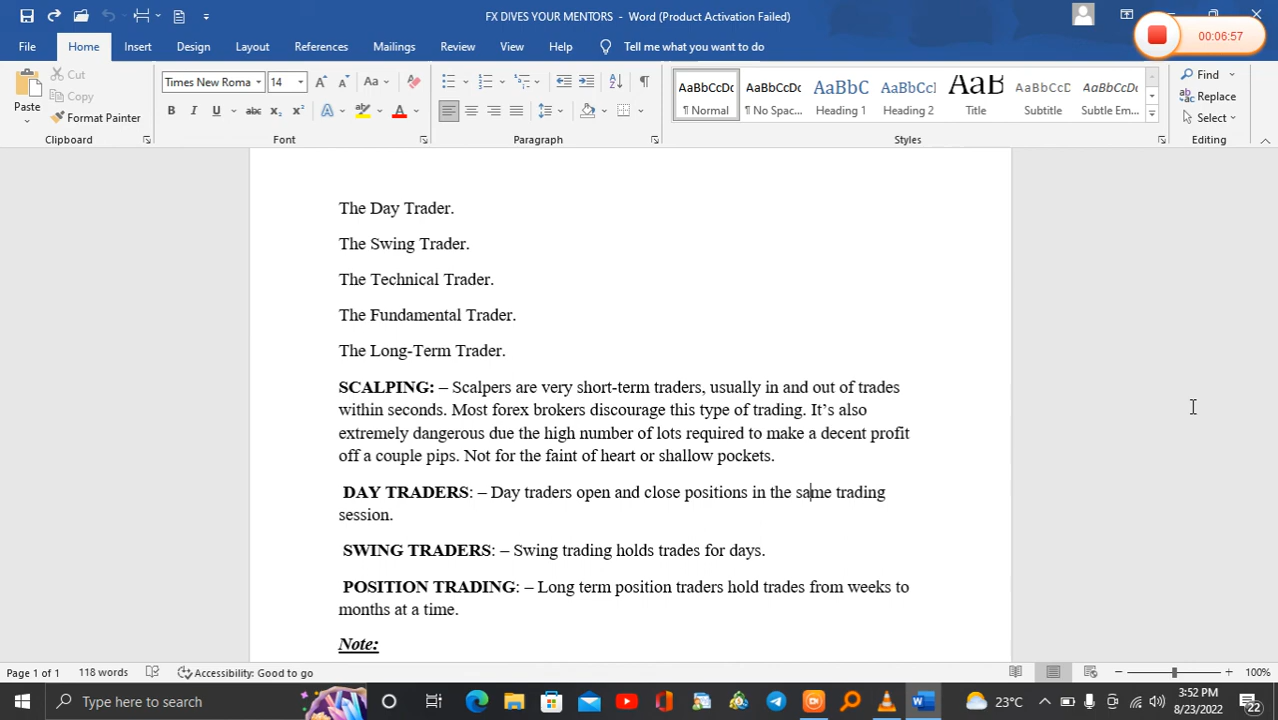 FX DIVES YOUR MENTORS - Word (Product Activation Failed)
00:06:57
File Home Insert Design Layout References Mailings Review View Help Tell me what you want to do
Paste
Cut
Copy
Format Painter
Clipboard
Times New Roma 14
Font
Paragraph
AaBbCcDc AaBbCcDc AaBbC AaBbCcl AaB AaBbCcD AaBbCcDc
¶ Normal ¶ No Spac... Heading 1 Heading 2 Title Subtitle Subtle Em...
Styles
Find
Replace
Select
Editing
The Day Trader.
The Swing Trader.
The Technical Trader.
The Fundamental Trader.
The Long-Term Trader.
SCALPING: – Scalpers are very short-term traders, usually in and out of trades
within seconds. Most forex brokers discourage this type of trading. It’s also
extremely dangerous due the high number of lots required to make a decent profit
off a couple pips. Not for the faint of heart or shallow pockets.
DAY TRADERS: – Day traders open and close positions in the same trading
session.
SWING TRADERS: – Swing trading holds trades for days.
POSITION TRADING: – Long term position traders hold trades from weeks to
months at a time.
Note:
Page 1 of 1 118 words Accessibility: Good to go 100%
Type here to search
23°C
3:52 PM
8/23/2022
22